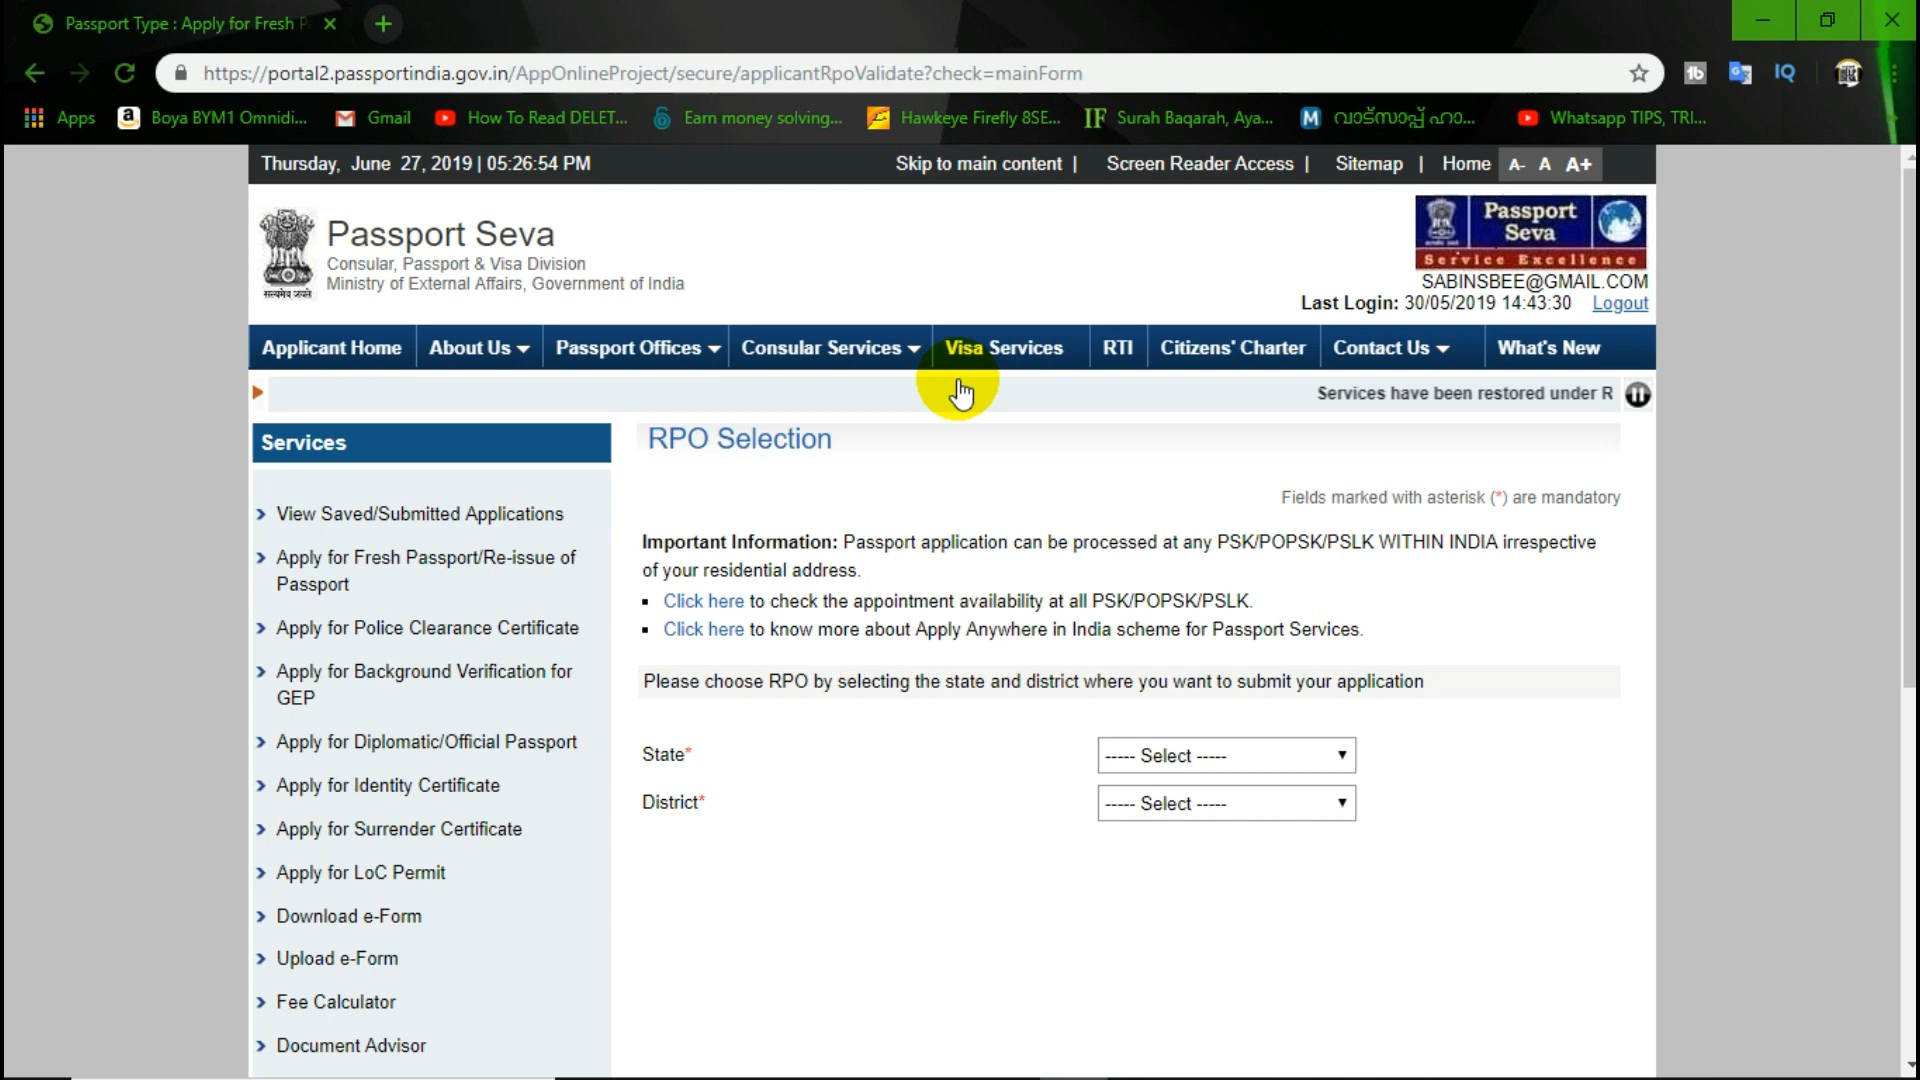 Passport Type : Apply for Fresh P
https://portal2.passportindia.gov.in/AppOnlineProject/secure/applicantRpoValidate?check=mainForm
Apps Boya BYM1 Omnidi... Gmail How To Read DELET... Earn money solving... Hawkeye Firefly 8SE... Surah Baqarah, Aya... വാട്സാപ്പ് ഹാ... Whatsapp TIPS, TRI...
Thursday, June 27, 2019 | 05:26:54 PM Skip to main content | Screen Reader Access | Sitemap | Home A- A A+
Passport Seva
Consular, Passport & Visa Division
Ministry of External Affairs, Government of India
सत्यमेव जयते
Passport
Seva
Service Excellence
SABINSBEE@GMAIL.COM
Last Login: 30/05/2019 14:43:30 Logout
Applicant Home About Us Passport Offices Consular Services Visa Services RTI Citizens' Charter Contact Us What's New
Services have been restored under R
Services
View Saved/Submitted Applications
Apply for Fresh Passport/Re-issue of
Passport
Apply for Police Clearance Certificate
Apply for Background Verification for
GEP
Apply for Diplomatic/Official Passport
Apply for Identity Certificate
Apply for Surrender Certificate
Apply for LoC Permit
Download e-Form
Upload e-Form
Fee Calculator
Document Advisor
RPO Selection
Fields marked with asterisk (*) are mandatory
Important Information: Passport application can be processed at any PSK/POPSK/PSLK WITHIN INDIA irrespective
of your residential address.
Click here to check the appointment availability at all PSK/POPSK/PSLK.
Click here to know more about Apply Anywhere in India scheme for Passport Services.
Please choose RPO by selecting the state and district where you want to submit your application
State* ----- Select -----
District* ----- Select -----